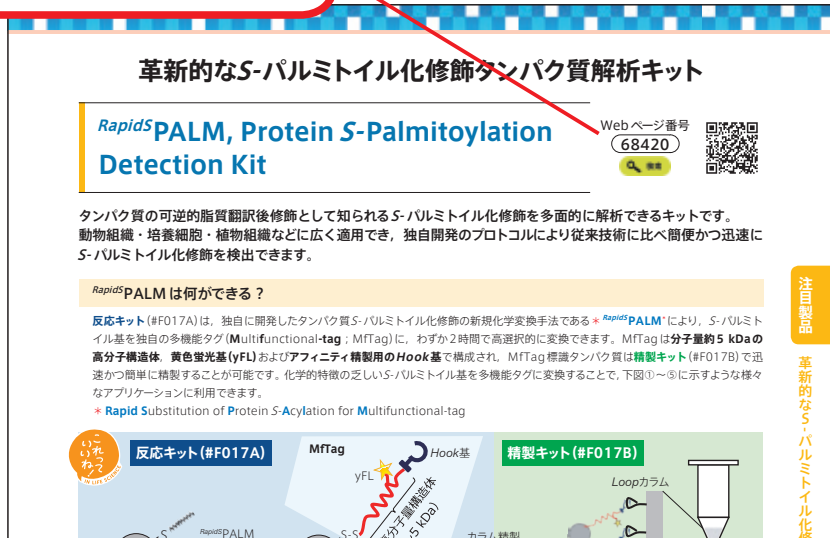 革新的なS-パルミトイル化修飾タンパク質解析キット
RapidSPALM, Protein S-Palmitoylation
Detection Kit
Web ページ番号
68420
検索
タンパク質の可逆的脂質翻訳後修飾として知られるS-パルミトイル化修飾を多面的に解析できるキットです。
動物組織・培養細胞・植物組織などに広く適用でき，独自開発のプロトコルにより従来技術に比べ簡便かつ迅速に
S-パルミトイル化修飾を検出できます。
RapidSPALM は何ができる？
反応キット(#F017A)は，独自に開発したタンパク質S-パルミトイル化修飾の新規化学変換手法である＊RapidSPALM*により，S-パルミト
イル基を独自の多機能タグ(Multifunctional-tag；MfTag)に，わずか2時間で高選択的に変換できます。MfTagは分子量約5 kDaの
高分子構造体，黄色蛍光基(yFL)およびアフィニティ精製用のHook基で構成され，MfTag標識タンパク質は精製キット(#F017B)で迅
速かつ簡単に精製することが可能です。化学的特徴の乏しいS-パルミトイル基を多機能タグに変換することで，下図①～⑤に示すような様々
なアプリケーションに利用できます。
＊Rapid Substitution of Protein S-Acylation for Multifunctional-tag
注目製品
革新的なS-パルミトイル化修
これって
いいね！
IN LIFE SCIENCE
反応キット(#F017A)
MfTag
Hook基
yFL
S-S
S
RapidSPALM
精製キット(#F017B)
Loopカラム
カラム精製